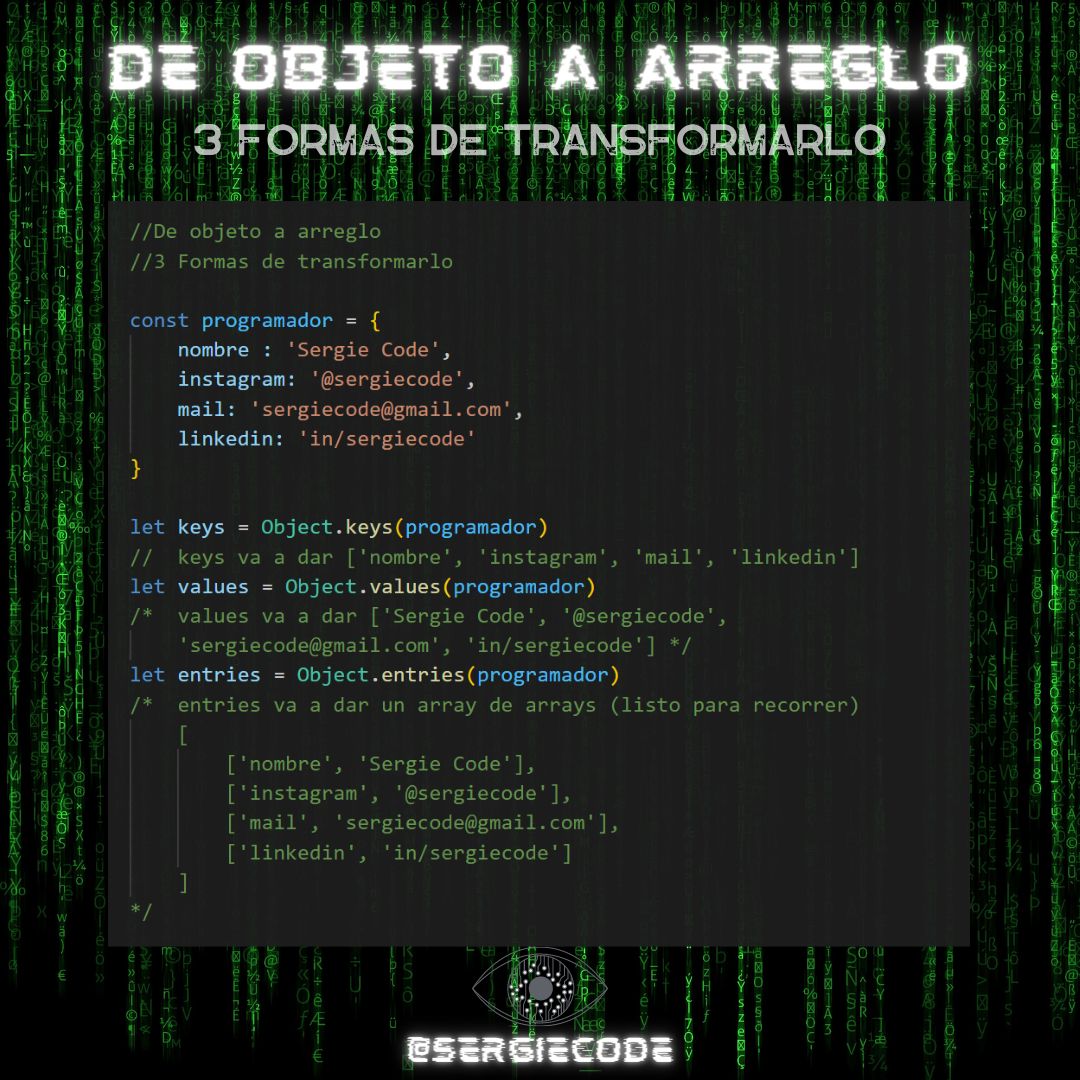 DE OBJETO A ARREGLO
3 FORMAS DE TRANSFORMARLO
//De objeto a arreglo
//3 Formas de transformarlo
const programador = {
    nombre : 'Sergie Code',
    instagram: '@sergiecode',
    mail: 'sergiecode@gmail.com',
    linkedin: 'in/sergiecode'
}
let keys = Object.keys(programador)
//  keys va a dar ['nombre', 'instagram', 'mail', 'linkedin']
let values = Object.values(programador)
/*  values va a dar ['Sergie Code', '@sergiecode',
    'sergiecode@gmail.com', 'in/sergiecode'] */
let entries = Object.entries(programador)
/*  entries va a dar un array de arrays (listo para recorrer)
    [
        ['nombre', 'Sergie Code'],
        ['instagram', '@sergiecode'],
        ['mail', 'sergiecode@gmail.com'],
        ['linkedin', 'in/sergiecode']
    ]
*/
@SERGIECODE